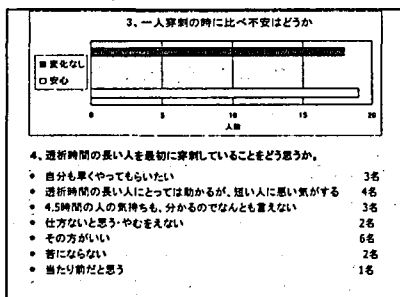 3、一人穿刺の時に比べ不安はどうか
■変化なし
□安心
0 5 10 15 20
人数
4、透析時間の長い人を最初に穿刺していることをどう思うか。
• 自分も早くやってもらいたい 3名
• 透析時間の長い人にとっては助かるが、短い人に悪い気がする 4名
• 4.5時間の人の気持ちも、分かるのでなんとも言えない 3名
• 仕方ないと思う・やむをえない 2名
• その方がいい 6名
• 苦にならない 2名
• 当たり前だと思う 1名